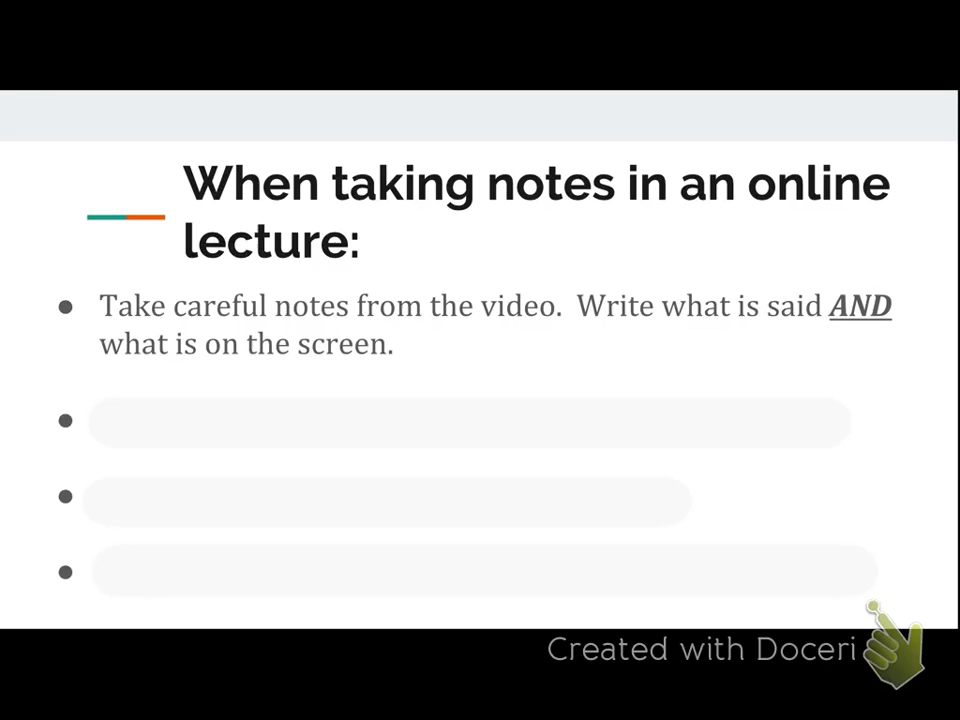 When taking notes in an online
lecture:
● Take careful notes from the video.  Write what is said AND
what is on the screen.
●
●
●
Created with Doceri